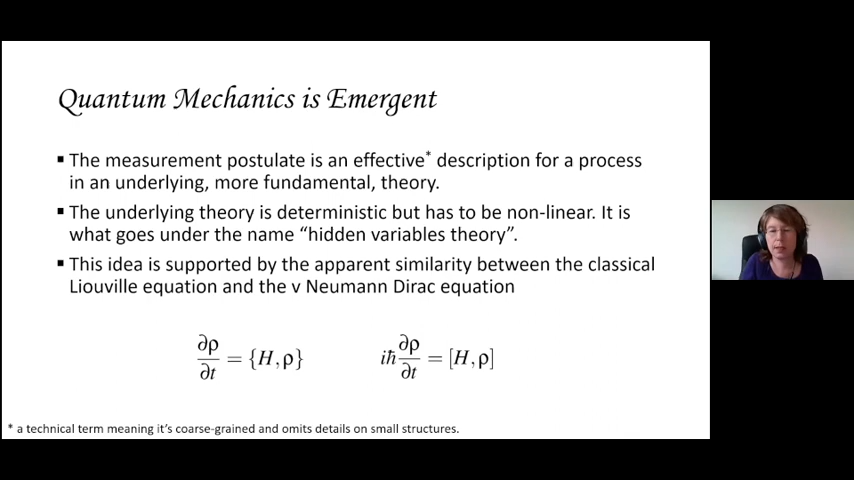 Quantum Mechanics is Emergent
▪ The measurement postulate is an effective* description for a process
in an underlying, more fundamental, theory.
▪ The underlying theory is deterministic but has to be non-linear. It is
what goes under the name “hidden variables theory”.
▪ This idea is supported by the apparent similarity between the classical
Liouville equation and the v Neumann Dirac equation
∂ρ/∂t = {H,ρ} iħ ∂ρ/∂t = [H,ρ]
* a technical term meaning it’s coarse-grained and omits details on small structures.